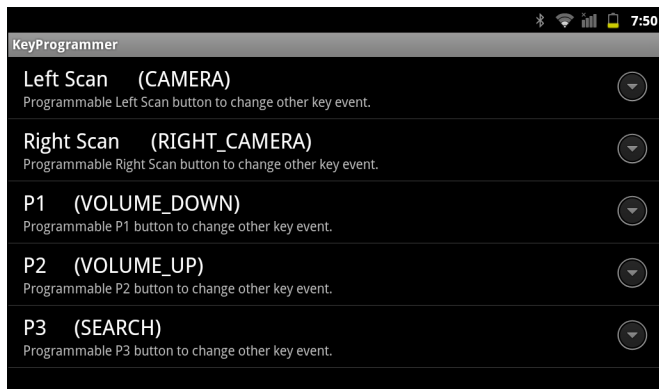 7:50
KeyProgrammer
Left Scan (CAMERA)
Programmable Left Scan button to change other key event.
Right Scan (RIGHT_CAMERA)
Programmable Right Scan button to change other key event.
P1 (VOLUME_DOWN)
Programmable P1 button to change other key event.
P2 (VOLUME_UP)
Programmable P2 button to change other key event.
P3 (SEARCH)
Programmable P3 button to change other key event.